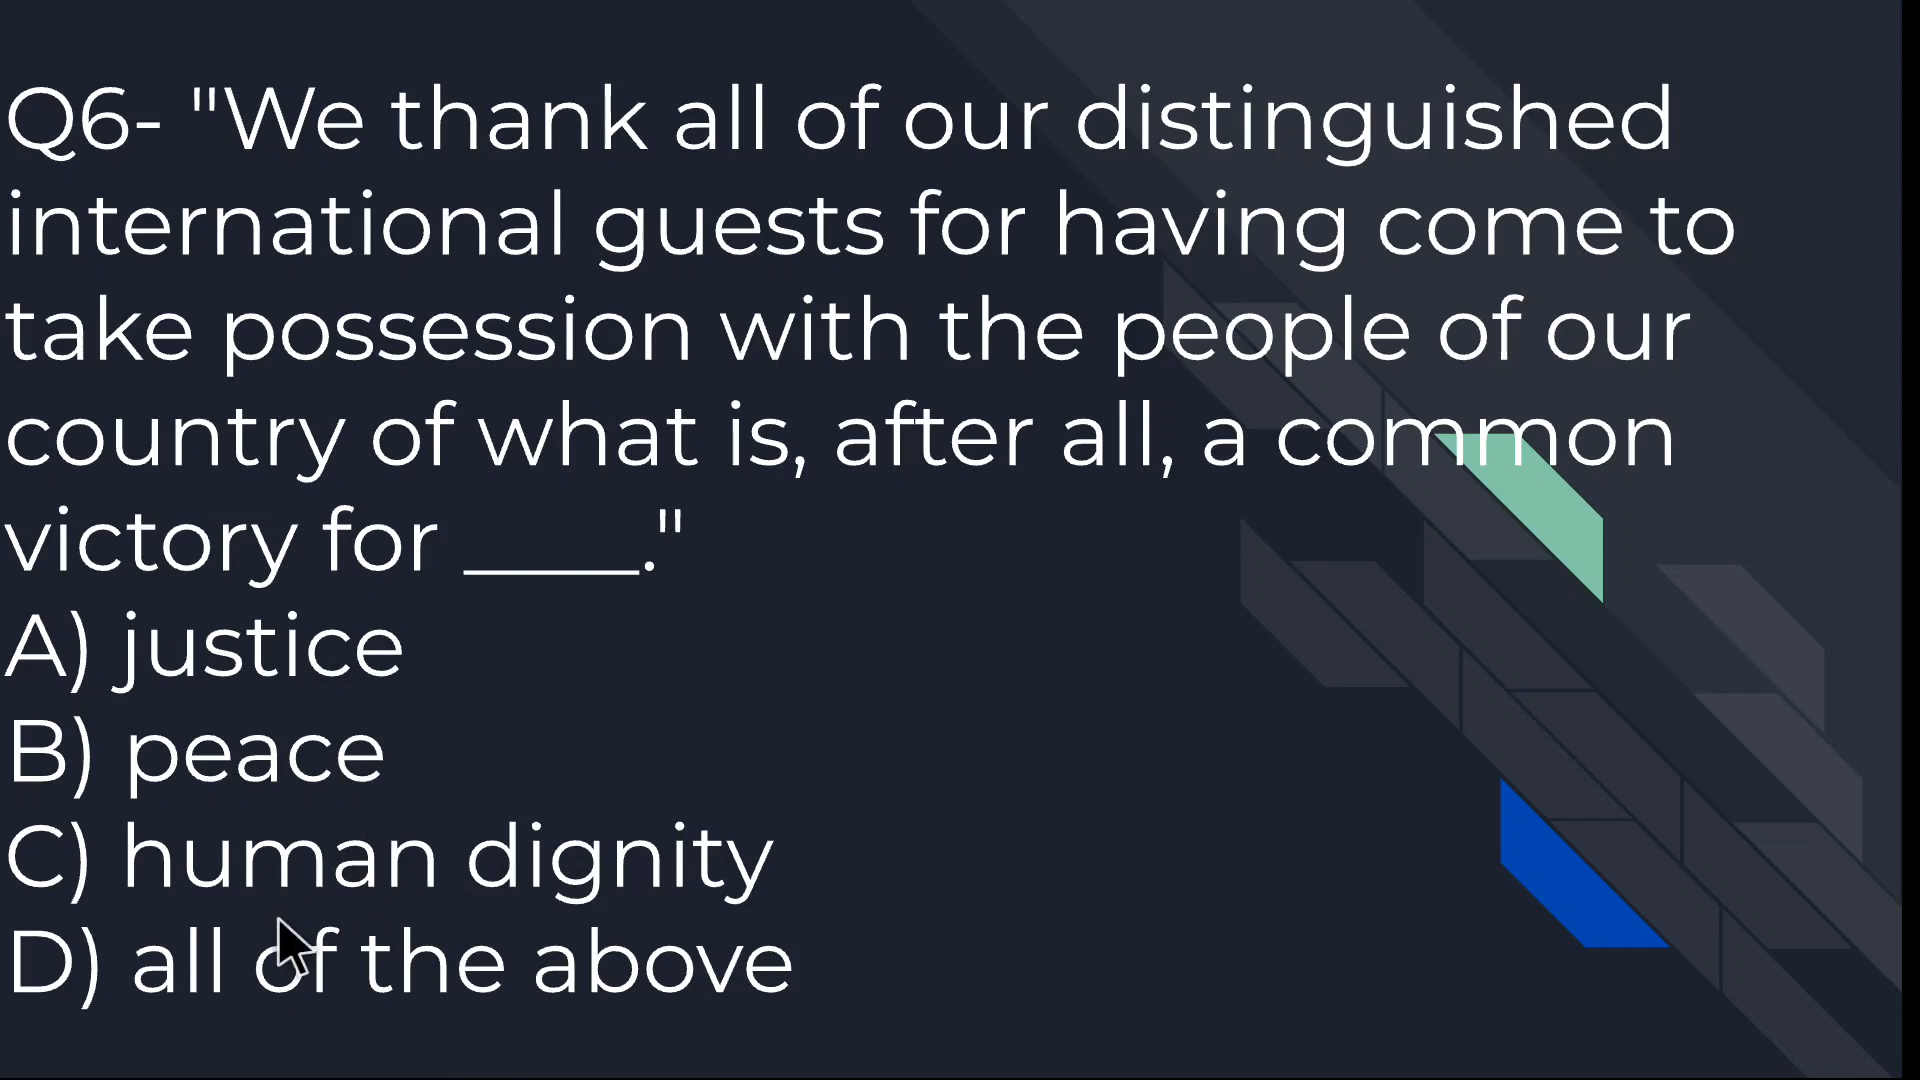 Q6- "We thank all of our distinguished
international guests for having come to
take possession with the people of our
country of what is, after all, a common
victory for _____."
A) justice
B) peace
C) human dignity
D) all of the above